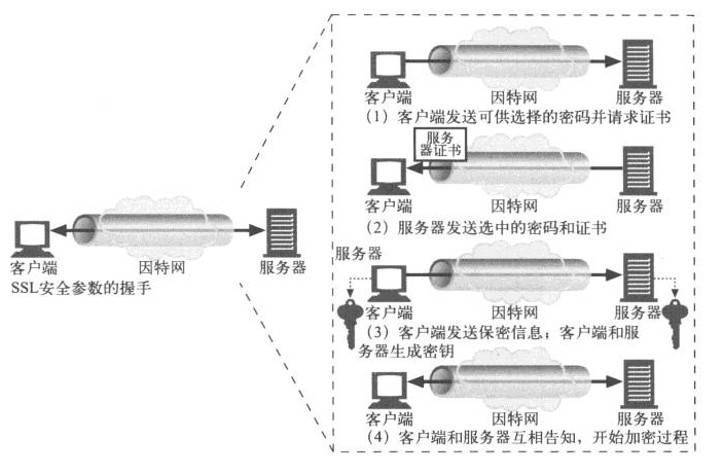 客户端
因特网
服务器
SSL安全参数的握手
客户端
因特网
服务器
(1) 客户端发送可供选择的密码并请求证书
服务
器证书
客户端
因特网
服务器
(2) 服务器发送选中的密码和证书
服务器
客户端
因特网
服务器
(3) 客户端发送保密信息；客户端和服
务器生成密钥
客户端
因特网
服务器
(4) 客户端和服务器互相告知，开始加密过程